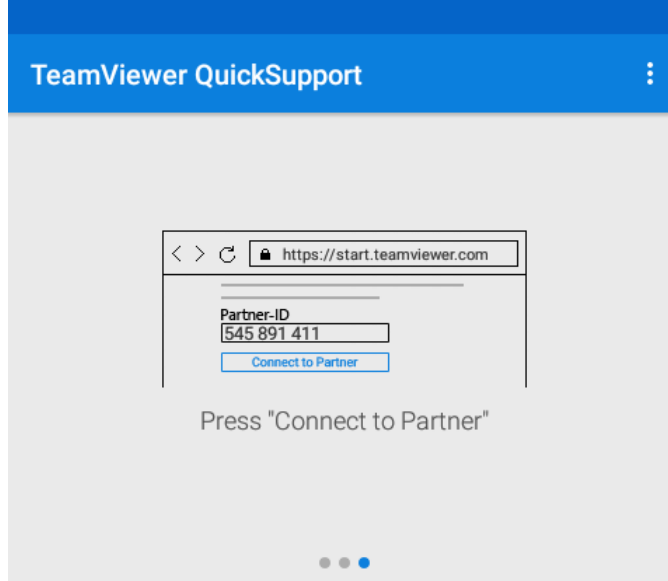 TeamViewer QuickSupport
https://start.teamviewer.com
Partner-ID
545 891 411
Connect to Partner
Press "Connect to Partner"